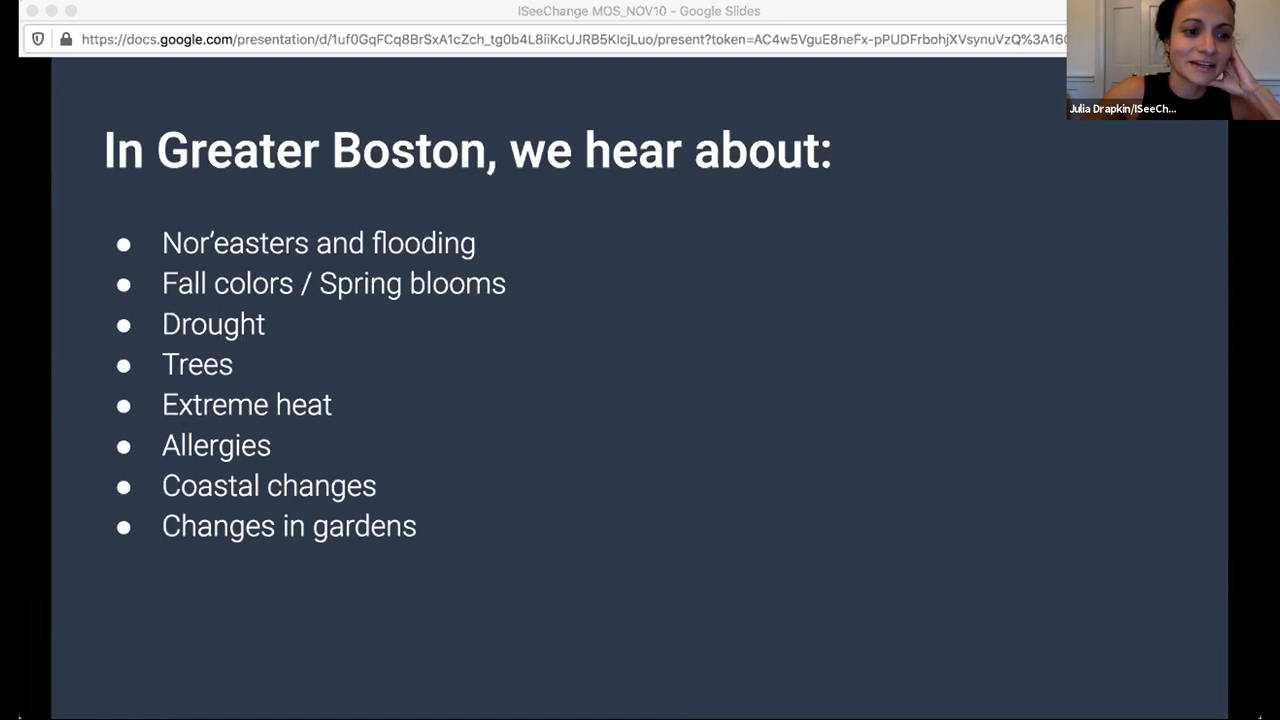 ISeeChange MOS_NOV10 - Google Slides
https://docs.google.com/presentation/d/1uf0GqFCq8BrSxA1cZch_tg0b4L8iiKcUJRB5KlcjLuo/present?token=AC4w5VguE8neFx-pPUDFrbohjXVsynuVzQ%3A160
Julia Drapkin/ISeeCh...
In Greater Boston, we hear about:
● Nor’easters and flooding
● Fall colors / Spring blooms
● Drought
● Trees
● Extreme heat
● Allergies
● Coastal changes
● Changes in gardens